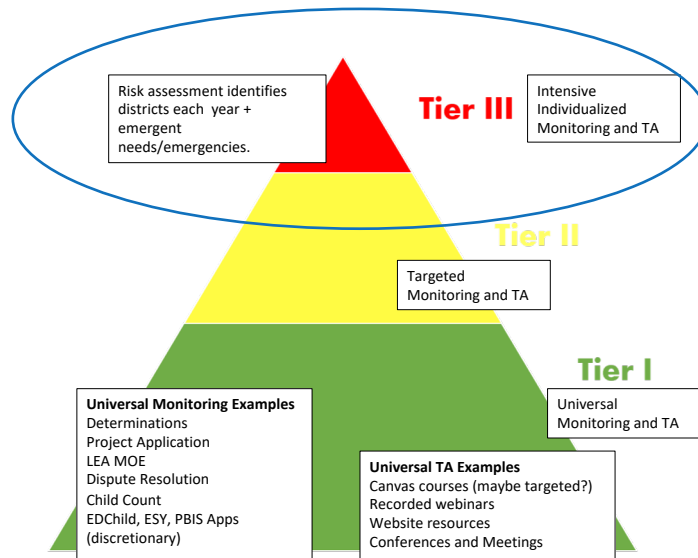 Risk assessment identifies
districts each  year +
emergent
needs/emergencies.
Tier III
Intensive
Individualized
Monitoring and TA
Tier II
Targeted
Monitoring and TA
Tier I
Universal
Monitoring and TA
Universal Monitoring Examples
Determinations
Project Application
LEA MOE
Dispute Resolution
Child Count
EDChild, ESY, PBIS Apps
(discretionary)
Universal TA Examples
Canvas courses (maybe targeted?)
Recorded webinars
Website resources
Conferences and Meetings